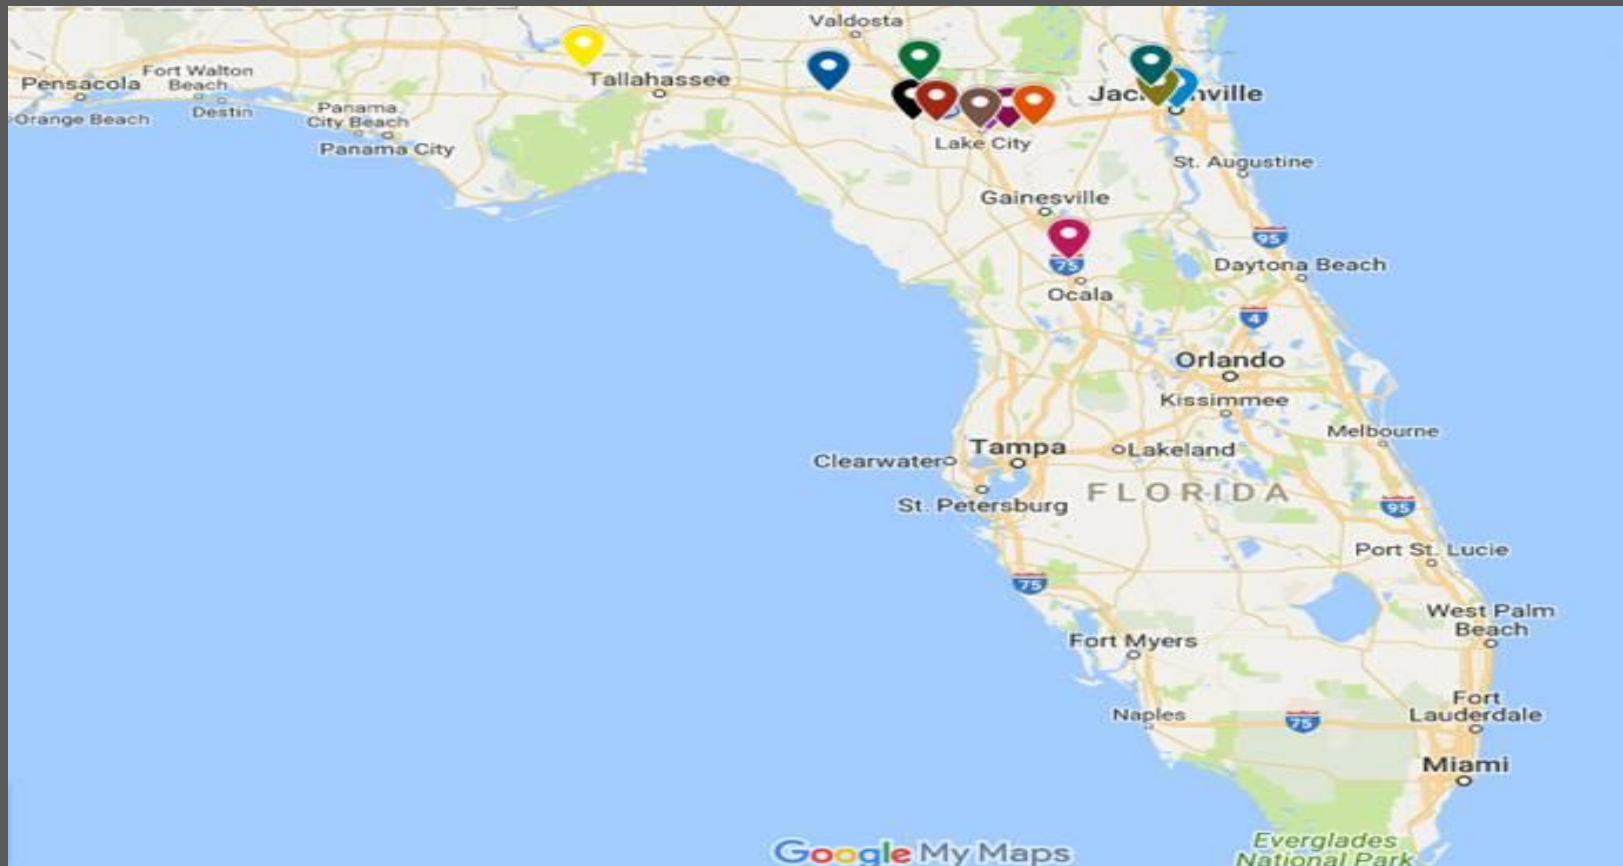 Valdosta
Pensacola
Fort Walton
Beach
Destin
Tallahassee
Orange Beach
Panama
City Beach
Panama City
Lake City
St. Augustine
Gainesville
95
75
Daytona Beach
Ocala
4
Orlando
Kissimmee
Melbourne
Clearwater
Tampa
Lakeland
St. Petersburg
FLORIDA
95
Port St. Lucie
75
West Palm
Beach
Fort Myers
Naples
75
Fort
Lauderdale
Miami
Everglades
National Park
Google My Maps